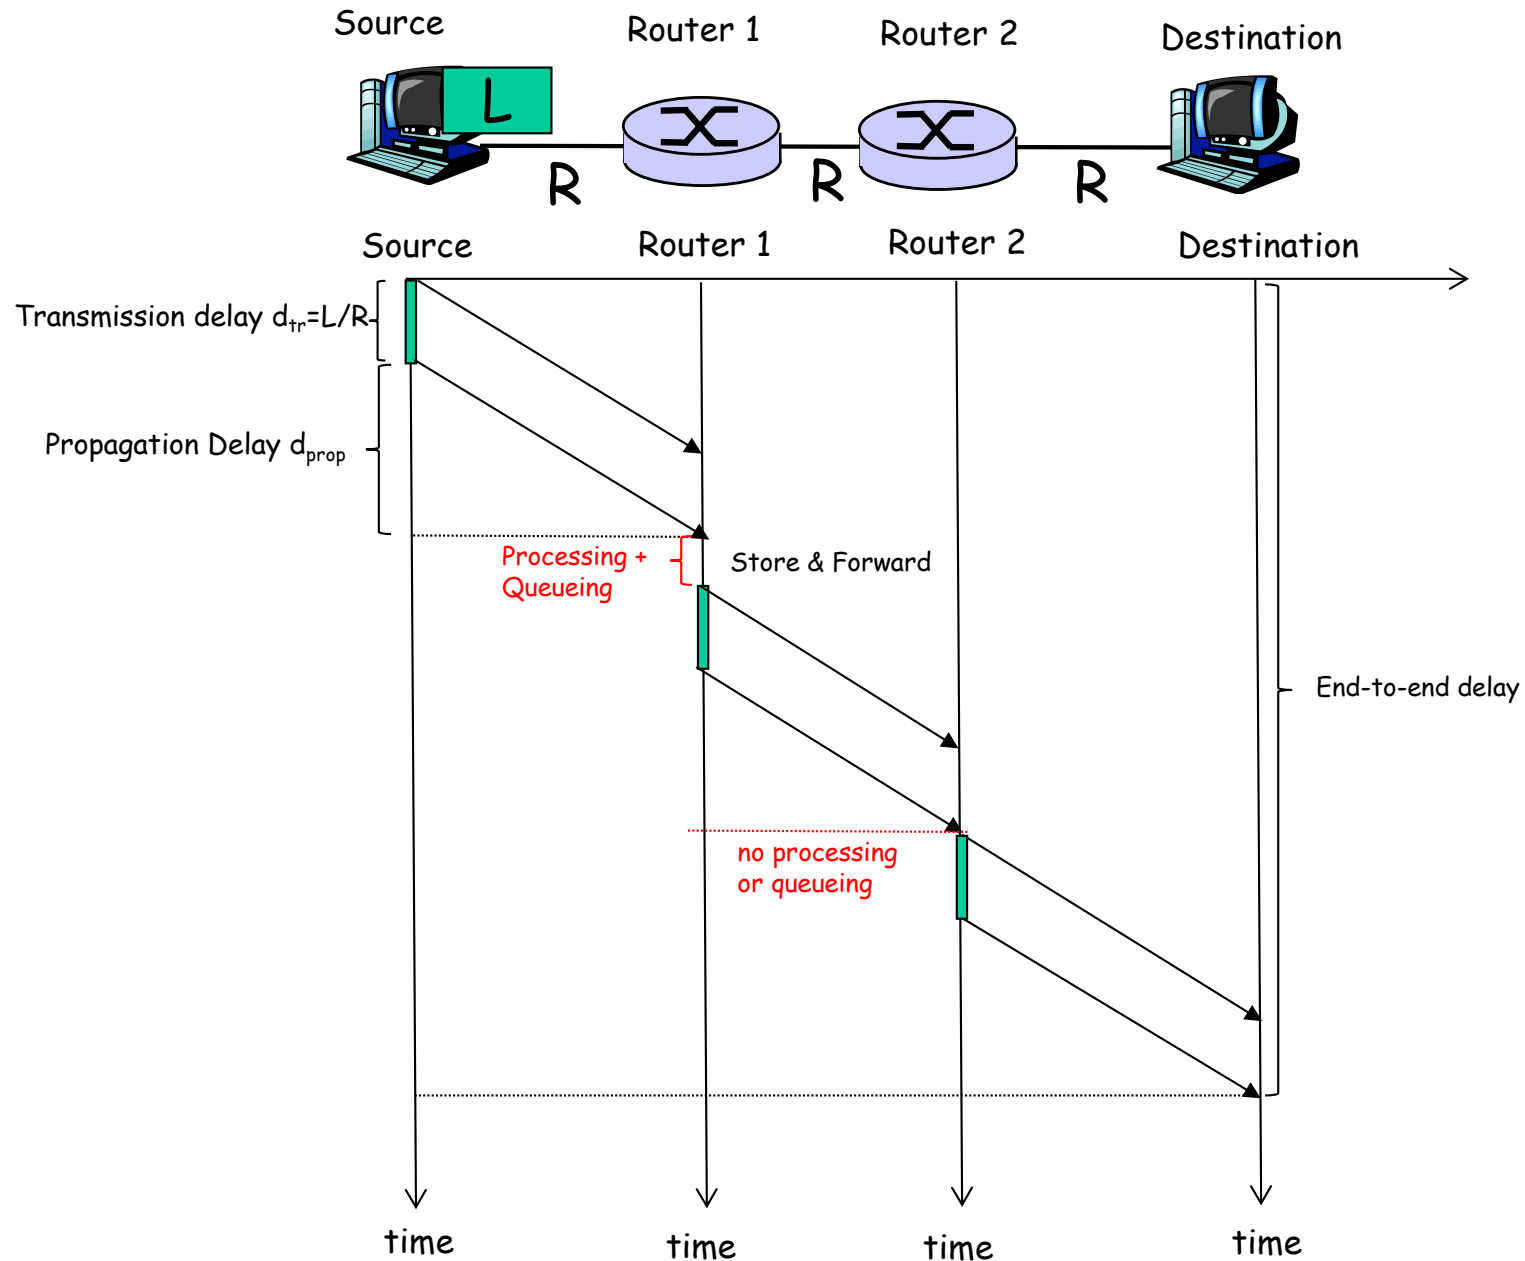 Source
Router 1
Router 2
Destination
L
R
R
R
Source
Router 1
Router 2
Destination
Transmission delay dtr=L/R
Propagation Delay dprop
Processing +
Queueing
Store & Forward
End-to-end delay
no processing
or queueing
time
time
time
time